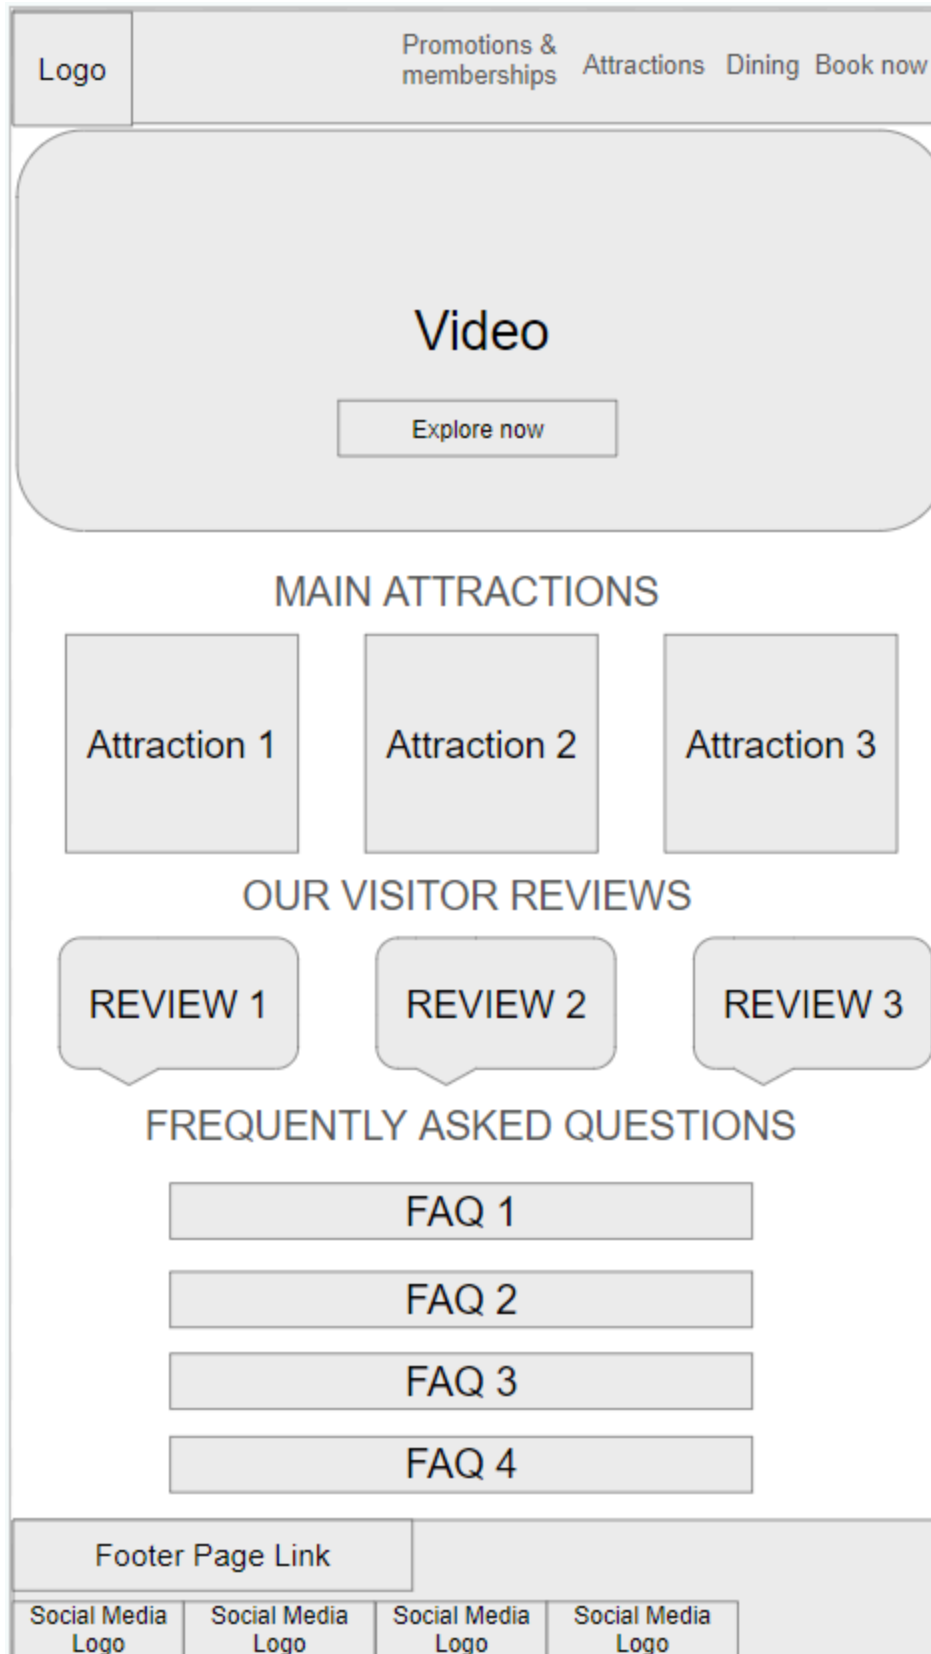 Logo
Promotions &
memberships
Attractions
Dining
Book now
Video
Explore now
MAIN ATTRACTIONS
Attraction 1
Attraction 2
Attraction 3
OUR VISITOR REVIEWS
REVIEW 1
REVIEW 2
REVIEW 3
FREQUENTLY ASKED QUESTIONS
FAQ 1
FAQ 2
FAQ 3
FAQ 4
Footer Page Link
Social Media
Logo
Social Media
Logo
Social Media
Logo
Social Media
Logo